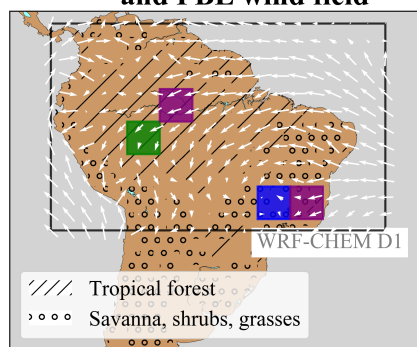 and PBL wind field
WRF-CHEM D1
Tropical forest
Savanna, shrubs, grasses